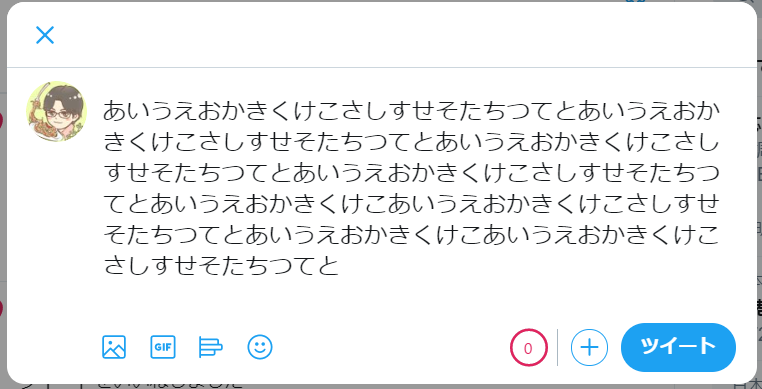 あいうえおかきくけこさしすせそたちつてとあいうえおか
きくけこさしすせそたちつてとあいうえおかきくけこさし
すせそたちつてとあいうえおかきくけこさしすせそたちつ
てとあいうえおかきくけこあいうえおかきくけこさしすせ
そたちつてとあいうえおかきくけこあいうえおかきくけこ
さしすせそたちつてと
GIF
0
ツイート